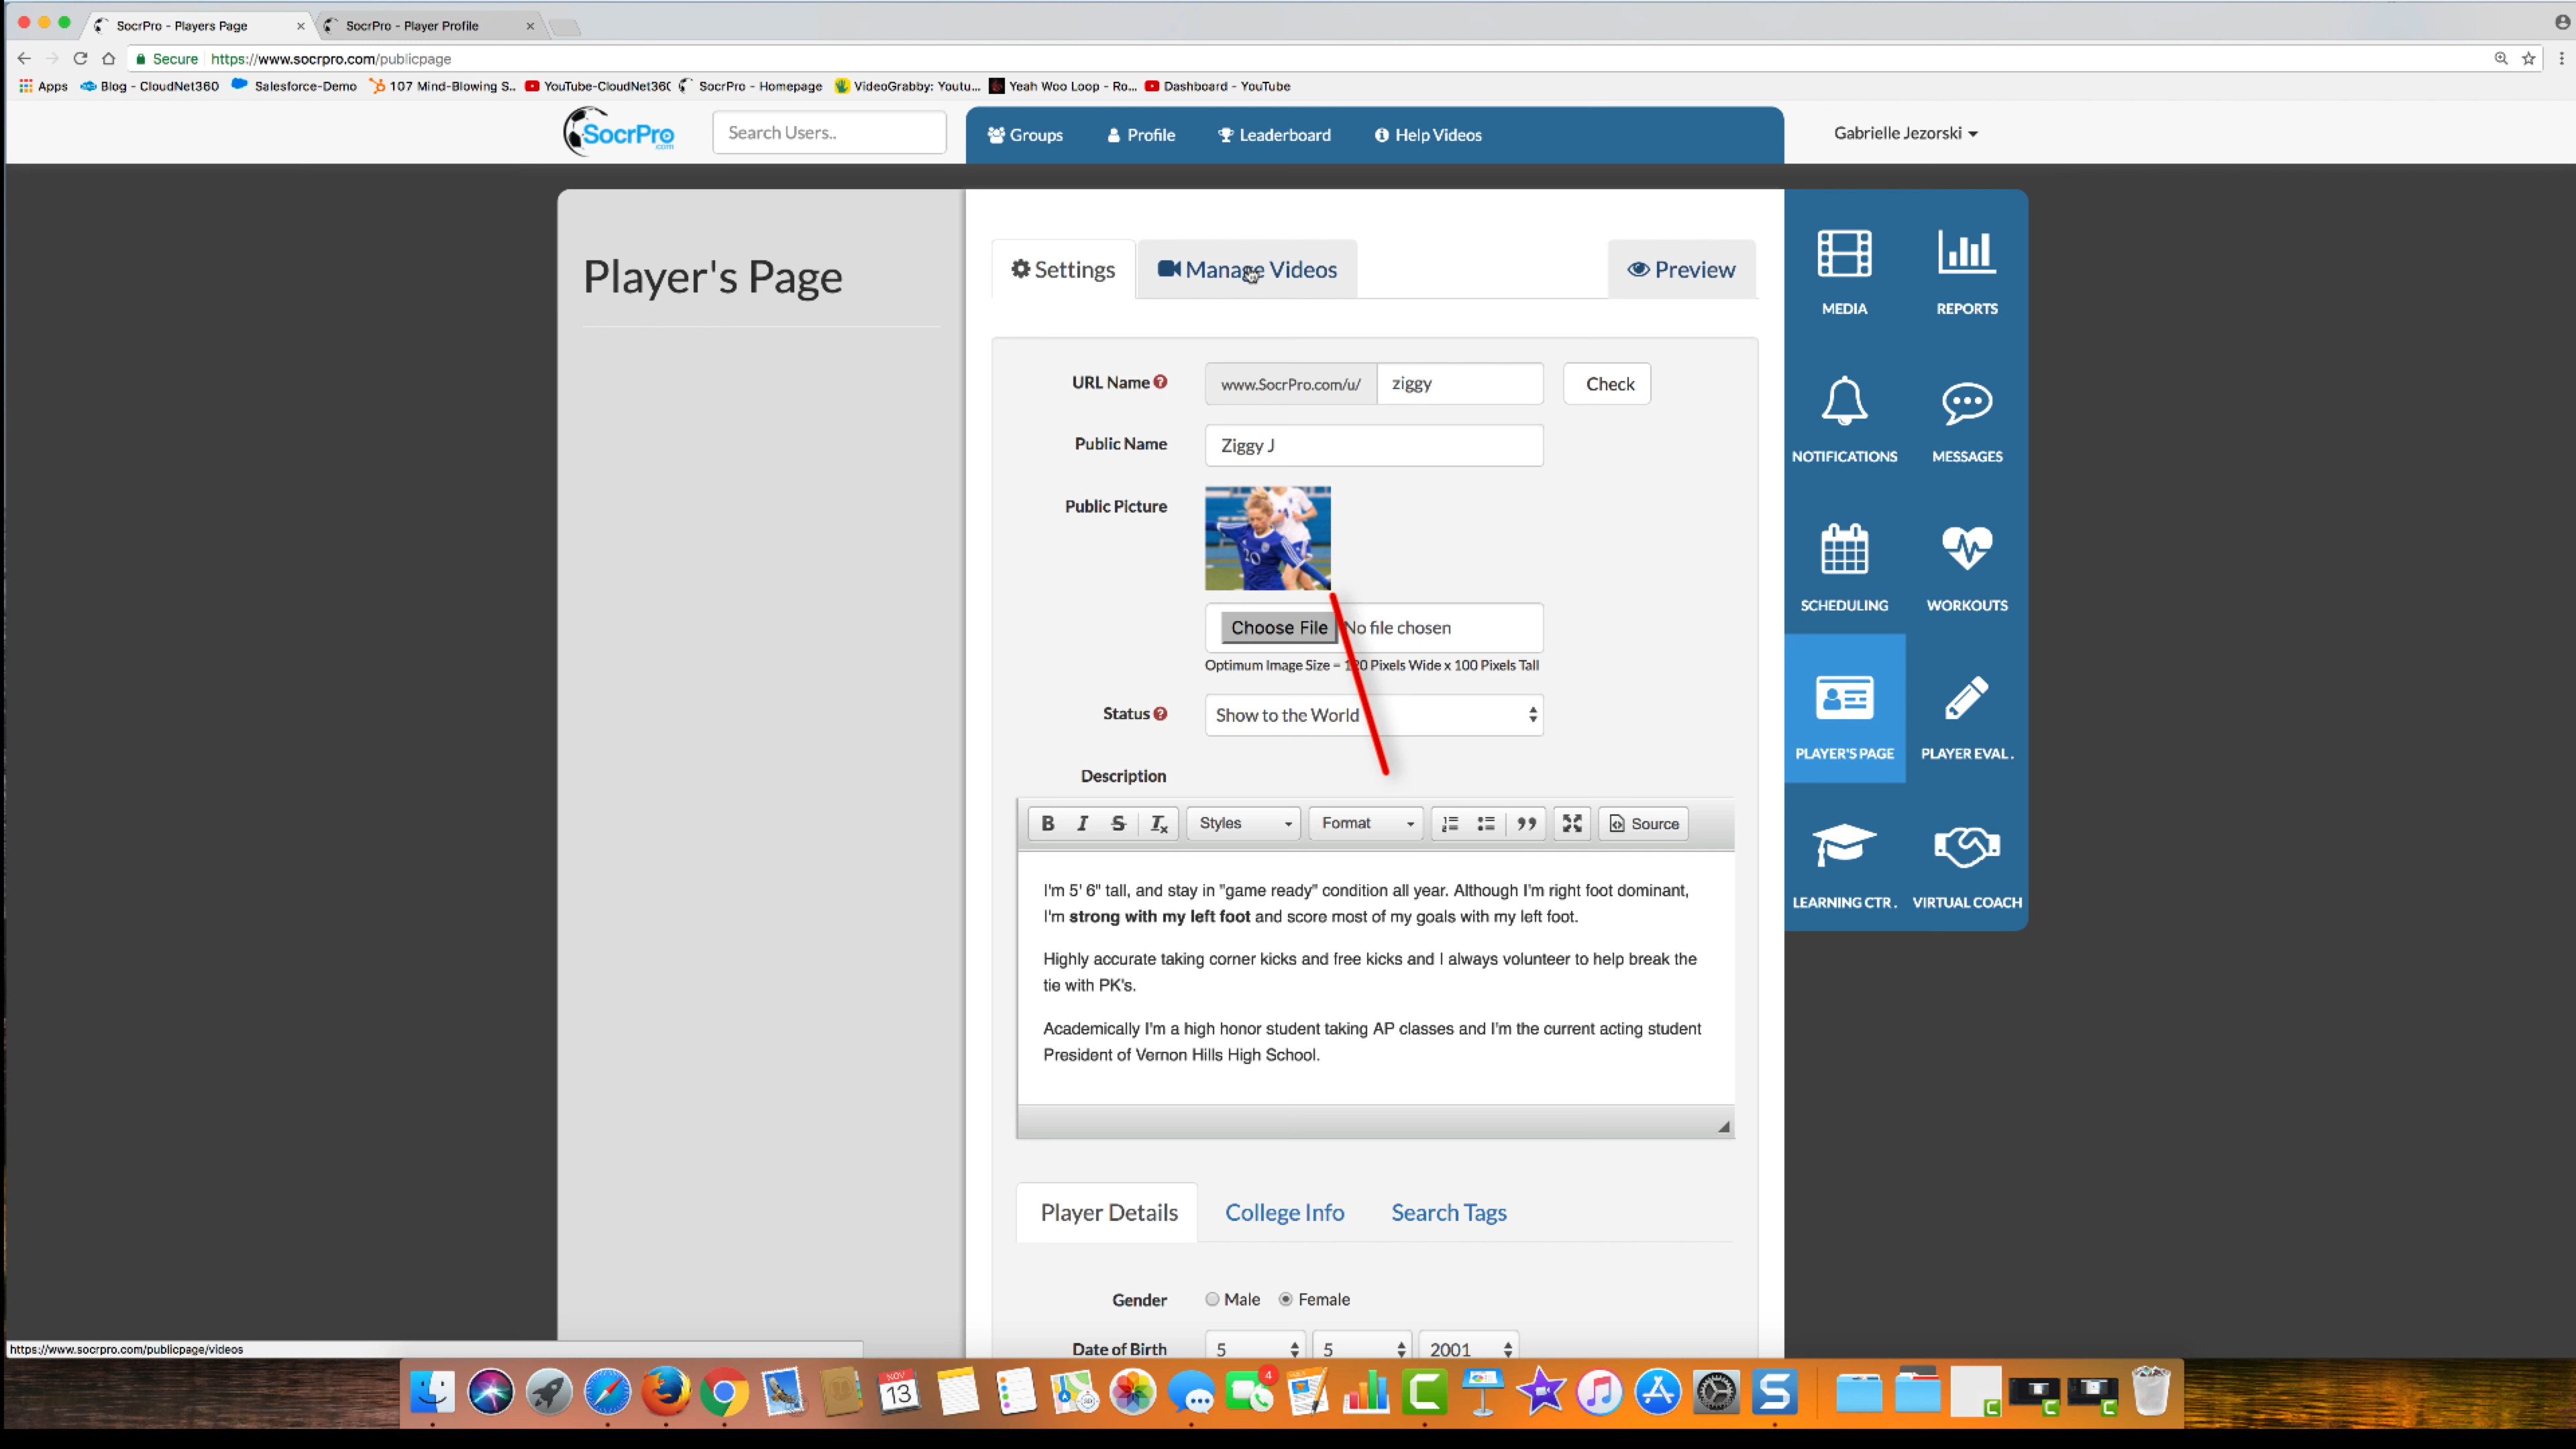 SocrPro - Players Page
SocrPro - Player Profile
Secure https://www.socrpro.com/publicpage
Apps Blog - CloudNet360 Salesforce-Demo 107 Mind-Blowing S.. YouTube-CloudNet360 SocrPro - Homepage VideoGrabby: Youtu... Yeah Woo Loop - Ro... Dashboard - YouTube
SocrPro
.com
Search Users..
Groups Profile Leaderboard Help Videos
Gabrielle Jezorski
Player's Page
Settings Manage Videos Preview
URL Name www.SocrPro.com/u/ ziggy Check
Public Name Ziggy J
Public Picture
20
Choose File No file chosen
Optimum Image Size = 120 Pixels Wide x 100 Pixels Tall
Status Show to the World
Description
B I S Tx Styles Format Source
I'm 5' 6" tall, and stay in "game ready" condition all year. Although I'm right foot dominant,
I'm strong with my left foot and score most of my goals with my left foot.
Highly accurate taking corner kicks and free kicks and I always volunteer to help break the
tie with PK's.
Academically I'm a high honor student taking AP classes and I'm the current acting student
President of Vernon Hills High School.
Player Details College Info Search Tags
Gender Male Female
Date of Birth 5 5 2001
MEDIA REPORTS
NOTIFICATIONS MESSAGES
SCHEDULING WORKOUTS
PLAYER'S PAGE PLAYER EVAL.
LEARNING CTR. VIRTUAL COACH
https://www.socrpro.com/publicpage/videos
NOV
13
4